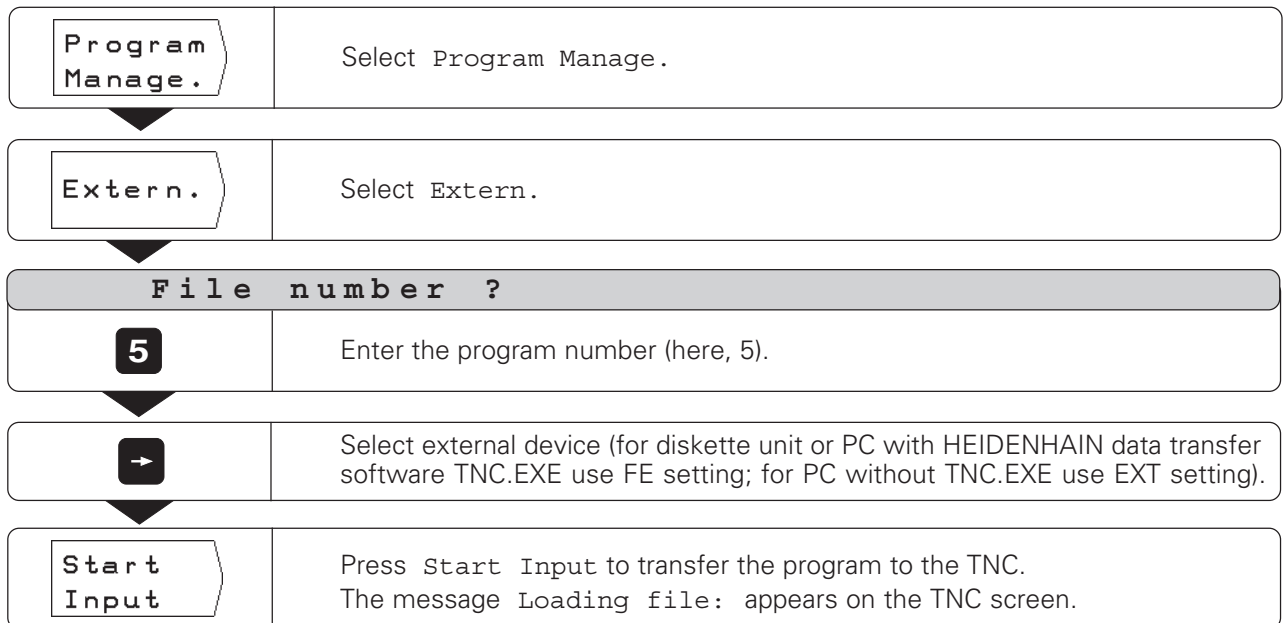 Program
Manage.
Select Program Manage.
Extern.
Select Extern.
File number ?
5
Enter the program number (here, 5).
Select external device (for diskette unit or PC with HEIDENHAIN data transfer
software TNC.EXE use FE setting; for PC without TNC.EXE use EXT setting).
Start
Input
Press Start Input to transfer the program to the TNC.
The message Loading file: appears on the TNC screen.